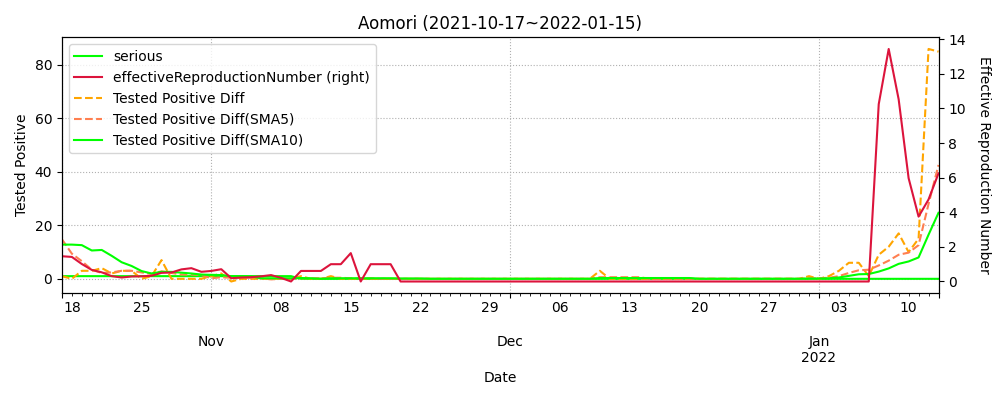 Aomori (2021-10-17~2022-01-15)
serious
effectiveReproductionNumber (right)
Tested Positive Diff
Tested Positive Diff(SMA5)
Tested Positive Diff(SMA10)
Tested Positive
80
60
40
20
0
Effective Reproduction Number
14
12
10
8
6
4
2
0
18 25 08 15 22 29 06 13 20 27 03 10
Nov Dec Jan
2022
Date